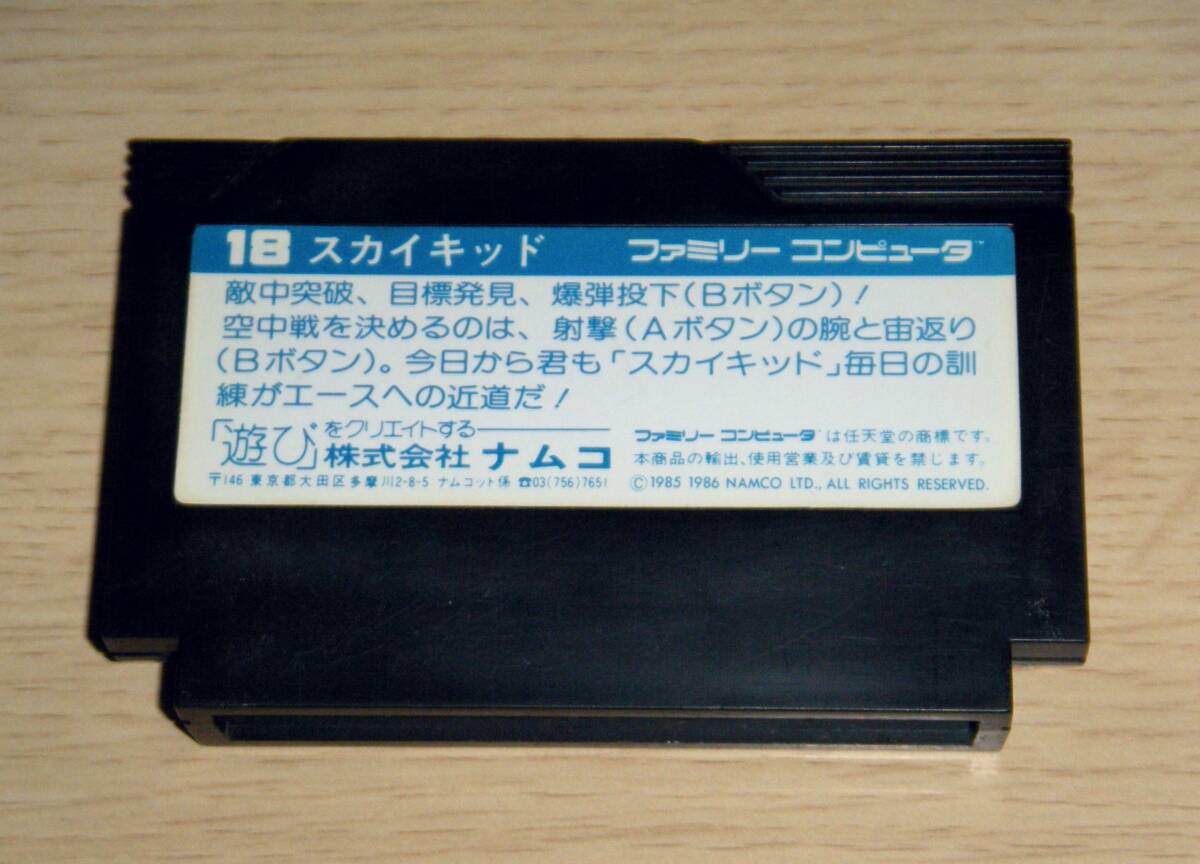 18 スカイキッド ファミリー コンピュータ™
敵中突破、目標発見、爆弾投下(Bボタン)!
空中戦を決めるのは、射撃(Aボタン)の腕と宙返り
(Bボタン)。今日から君も「スカイキッド」毎日の訓
練がエースへの近道だ!
「遊び」をクリエイトする
株式会社 ナムコ
〒146 東京都大田区多摩川2-8-5 ナムコット係 ☎03(756)7651
ファミリー コンピュータ™は任天堂の商標です。
本商品の輸出、使用営業及び賃貸を禁じます。
©1985 1986 NAMCO LTD., ALL RIGHTS RESERVED.